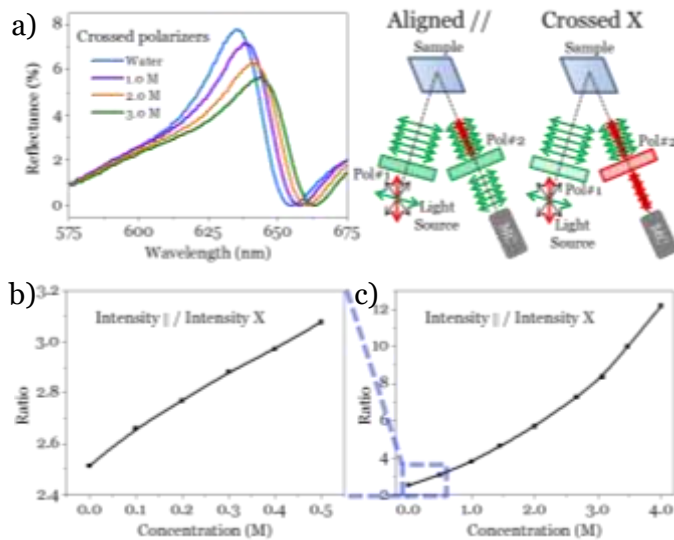 a)
Crossed polarizers
Water
1.0 M
2.0 M
3.0 M
Reflectance (%)
8
6
4
2
0
575 600 625 650 675
Wavelength (nm)
Aligned //
Sample
Pol#2
Pol#1
Light
Source
Crossed X
Sample
Pol#2
Pol#1
Light
Source
b)
Intensity || / Intensity X
Ratio
3.2
3.0
2.8
2.6
2.4
0.0 0.1 0.2 0.3 0.4 0.5
Concentration (M)
c)
Intensity || / Intensity X
Ratio
12
10
8
6
4
2
0.0 1.0 2.0 3.0 4.0
Concentration (M)